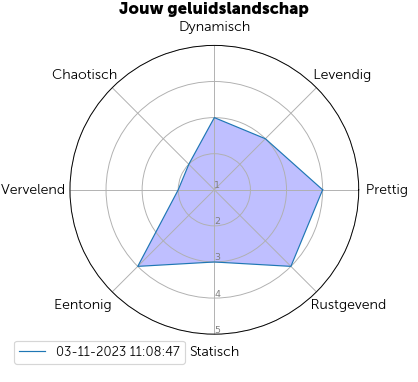 Jouw geluidslandschap
Dynamisch
Chaotisch
Levendig
Vervelend
1
Prettig
2
3
4
Eentonig
Rustgevend
5
03-11-2023 11:08:47
Statisch